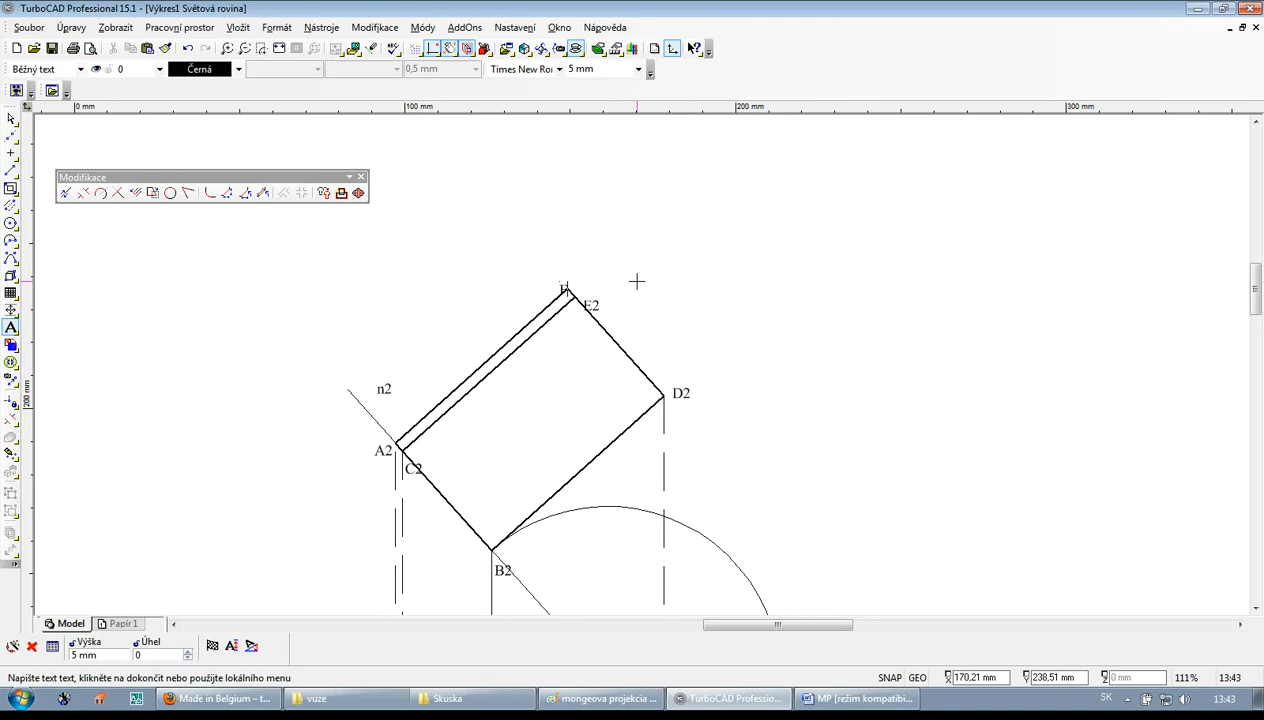 TurboCAD Professional 15.1 - [Výkres1 Světová rovina]
Soubor Úpravy Zobrazit Pracovní prostor Vložit Formát Nástroje Modifikace Módy AddOns Nastavení Okno Nápověda
Běžný text 0 Černá 0,5 mm Times New Ror 5 mm
0 mm 100 mm 200 mm 300 mm
Modifikace
F
E2
n2
D2
A2
C2
B2
200 mm
Model Papír 1
Výška Úhel
5 mm 0
Napište text text, klikněte na dokončit nebo použijte lokálního menu
SNAP GEO X 170,21 mm Y 238,51 mm Z 0 mm 111% 13:43
Made in Belgium – t... vuze Skuska mongeova projekcia ... TurboCAD Professio... MP [režim kompatibi... SK 13:43